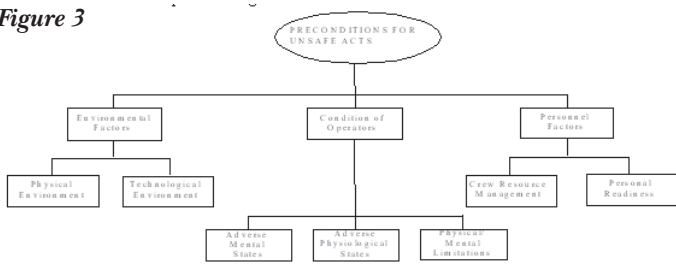 Figure 3
PRECONDITIONS FOR
UNSAFE ACTS
Environmental
Factors
Condition of
Operators
Personnel
Factors
Physical
Environment
Technological
Environment
Crew Resource
Management
Personal
Readiness
Adverse
Mental
States
Adverse
Physiological
States
Physical/
Mental
Limitations